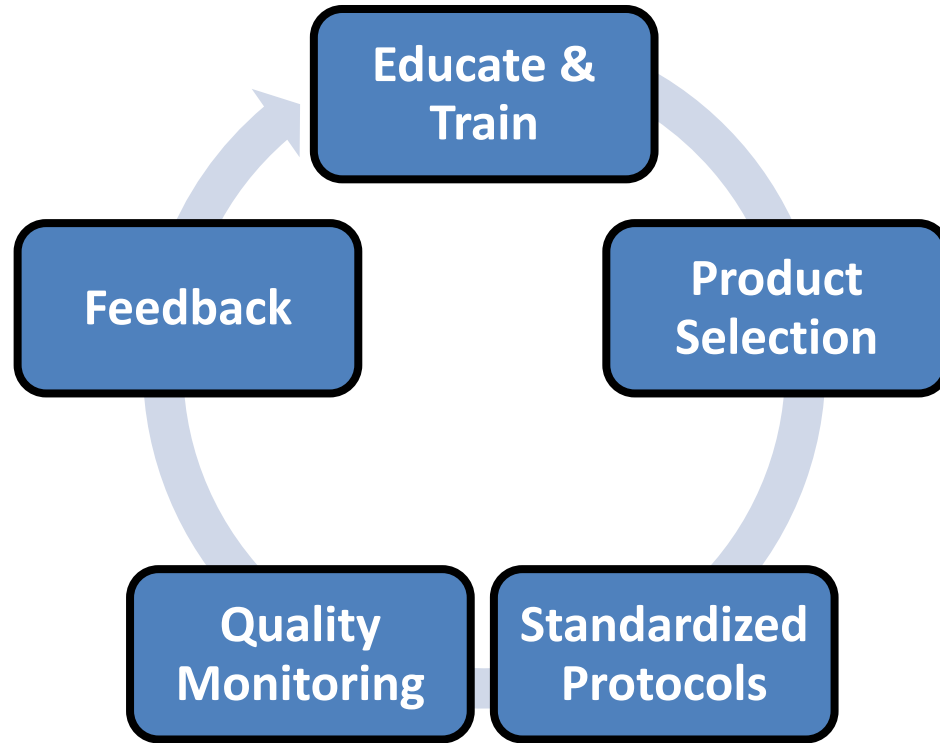 Educate &
Train
Product
Selection
Standardized
Protocols
Quality
Monitoring
Feedback